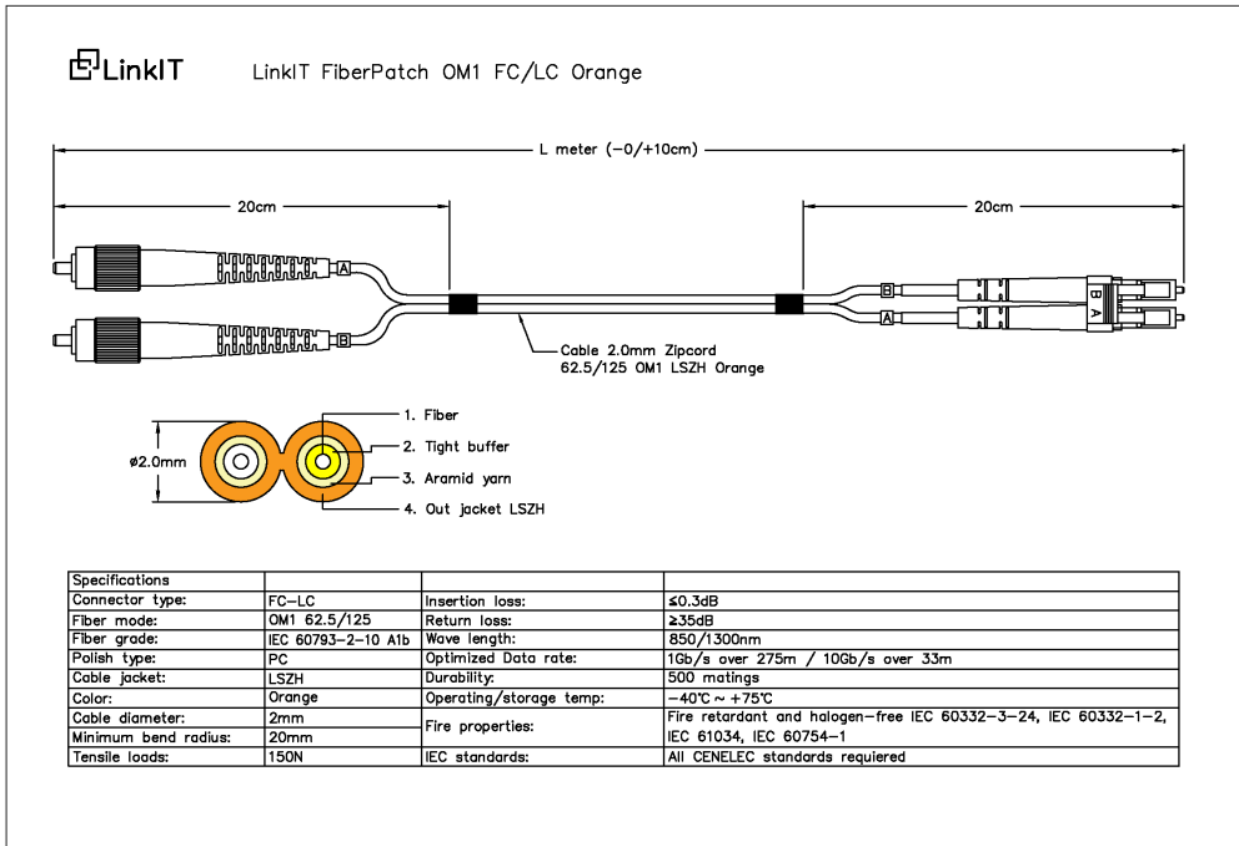 LinkIT
LinkIT FiberPatch OM1 FC/LC Orange
L meter (-0/+10cm)
20cm
20cm
A
B
B
A
B
A
Cable 2.0mm Zipcord
62.5/125 OM1 LSZH Orange
1. Fiber
2. Tight buffer
ø2.0mm
3. Aramid yarn
4. Out jacket LSZH
Specifications
Connector type: FC-LC Insertion loss: ≤0.3dB
Fiber mode: OM1 62.5/125 Return loss: ≥35dB
Fiber grade: IEC 60793-2-10 A1b Wave length: 850/1300nm
Polish type: PC Optimized Data rate: 1Gb/s over 275m / 10Gb/s over 33m
Cable jacket: LSZH Durability: 500 matings
Color: Orange Operating/storage temp: -40℃ ~ +75℃
Cable diameter: 2mm Fire properties: Fire retardant and halogen-free IEC 60332-3-24, IEC 60332-1-2,
Minimum bend radius: 20mm IEC 61034, IEC 60754-1
Tensile loads: 150N IEC standards: All CENELEC standards requiered